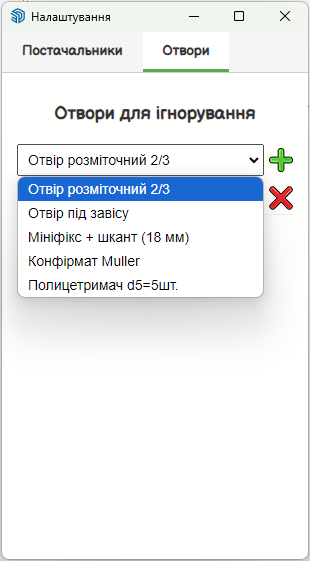 Налаштування
Постачальники
Отвори
Отвори для ігнорування
Отвір розміточний 2/3
Отвір розміточний 2/3
Отвір під завісу
Мініфікс + шкант (18 мм)
Конфірмат Muller
Полицетримач d5=5шт.